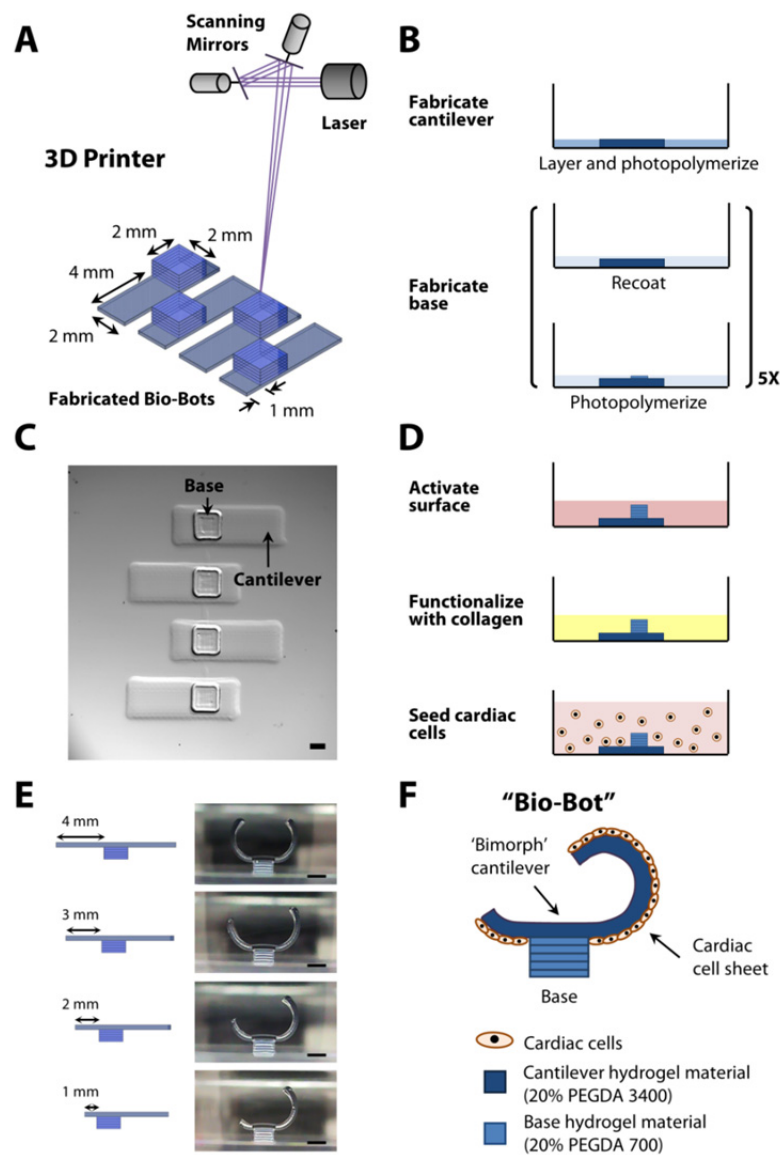 A
Scanning
Mirrors
Laser
3D Printer
2 mm
2 mm
4 mm
2 mm
1 mm
Fabricated Bio-Bots
B
Fabricate
cantilever
Layer and photopolymerize
Fabricate
base
Recoat
Photopolymerize
5X
C
Base
Cantilever
D
Activate
surface
Functionalize
with collagen
Seed cardiac
cells
E
4 mm
3 mm
2 mm
1 mm
F
“Bio-Bot”
‘Bimorph’
cantilever
Cardiac
cell sheet
Base
Cardiac cells
Cantilever hydrogel material
(20% PEGDA 3400)
Base hydrogel material
(20% PEGDA 700)